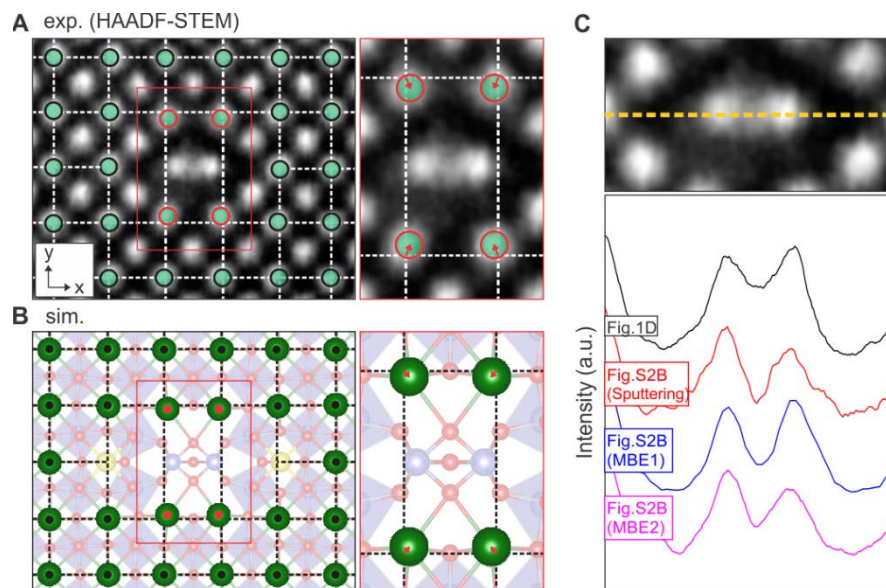 A exp. (HAADF-STEM)
y
x
B sim.
C
Intensity (a.u.)
Fig.1D
Fig.S2B
(Sputtering)
Fig.S2B
(MBE1)
Fig.S2B
(MBE2)